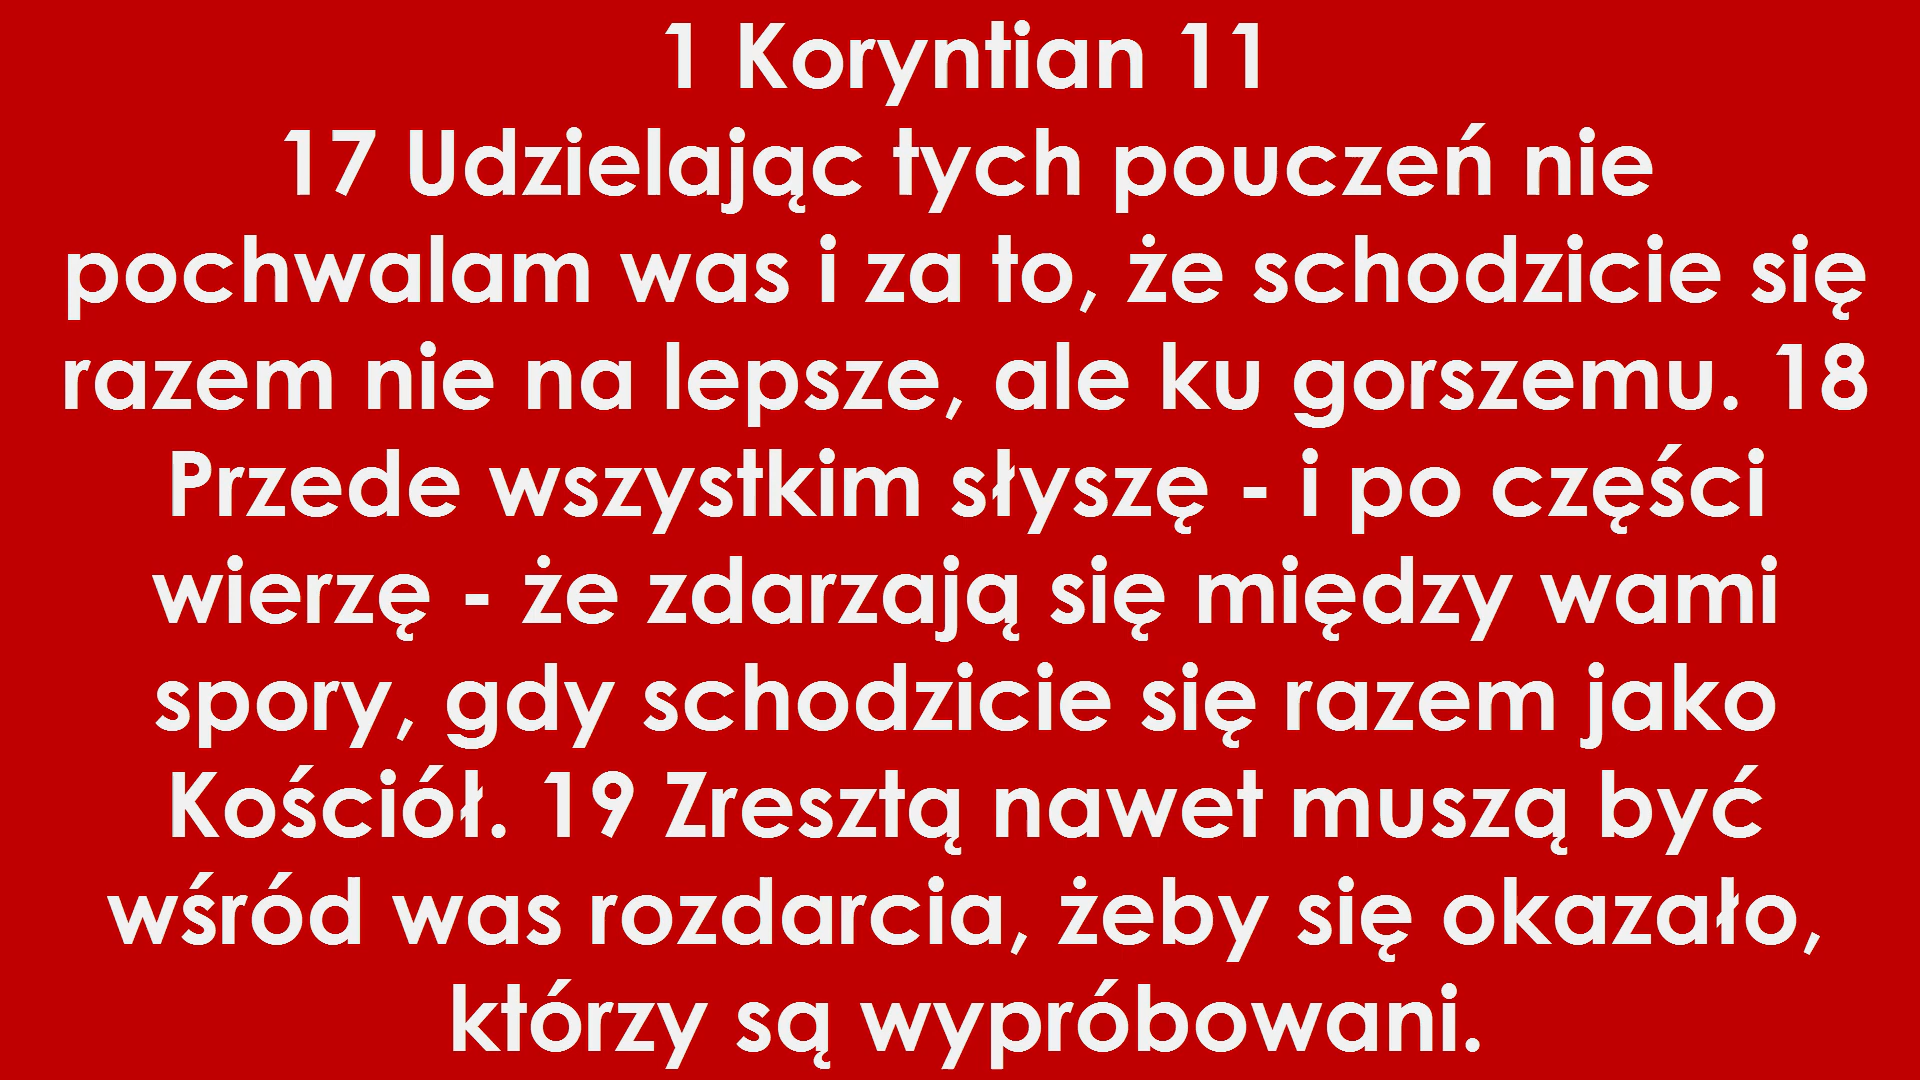 1 Koryntian 11
17 Udzielając tych pouczeń nie
pochwalam was i za to, że schodzicie się
razem nie na lepsze, ale ku gorszemu. 18
Przede wszystkim słyszę - i po części
wierzę - że zdarzają się między wami
spory, gdy schodzicie się razem jako
Kościół. 19 Zresztą nawet muszą być
wśród was rozdarcia, żeby się okazało,
którzy są wypróbowani.